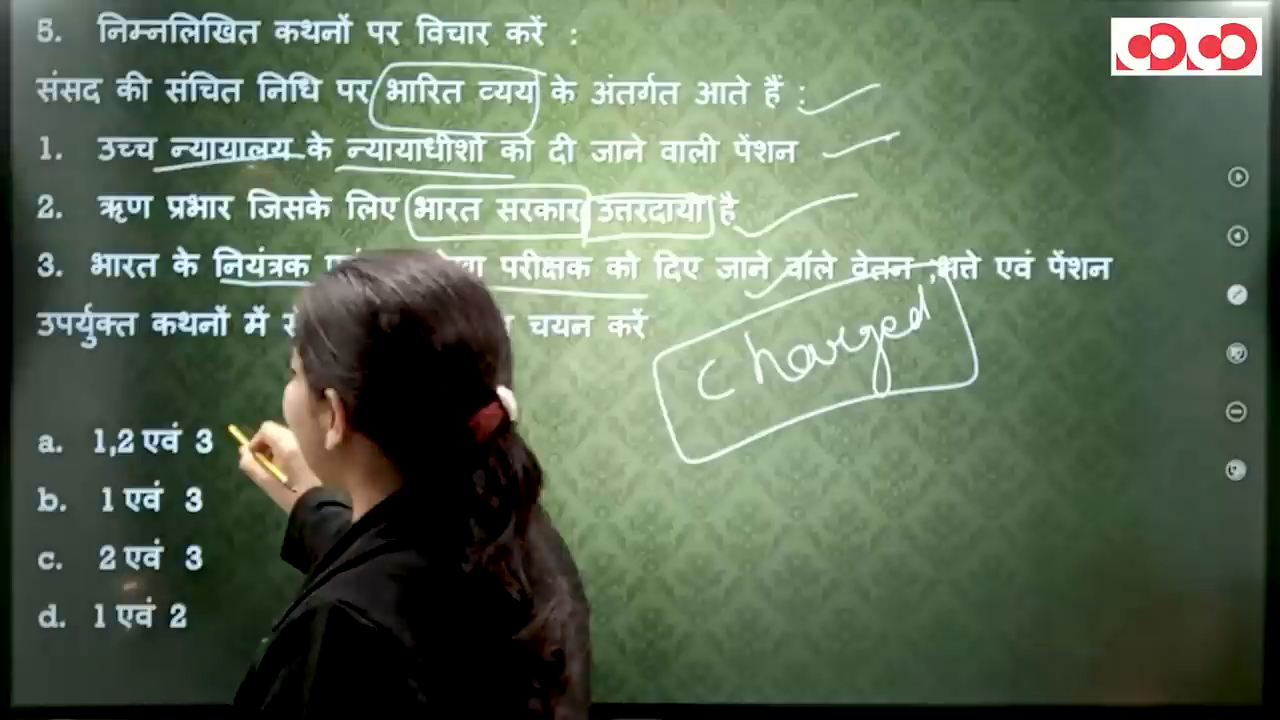 5. निम्नलिखित कथनों पर विचार करें :
संसद की संचित निधि पर भारित व्यय के अंतर्गत आते हैं :
1. उच्च न्यायालय के न्यायाधीशों को दी जाने वाली पेंशन
2. ऋण प्रभार जिसके लिए भारत सरकार उत्तरदायी है
3. भारत के नियंत्रक परीक्षक को दिए जाने वाले वेतन ,भत्ते एवं पेंशन
उपर्युक्त कथनों में चयन करें
charged
a. 1,2 एवं 3
b. 1 एवं 3
c. 2 एवं 3
d. 1 एवं 2